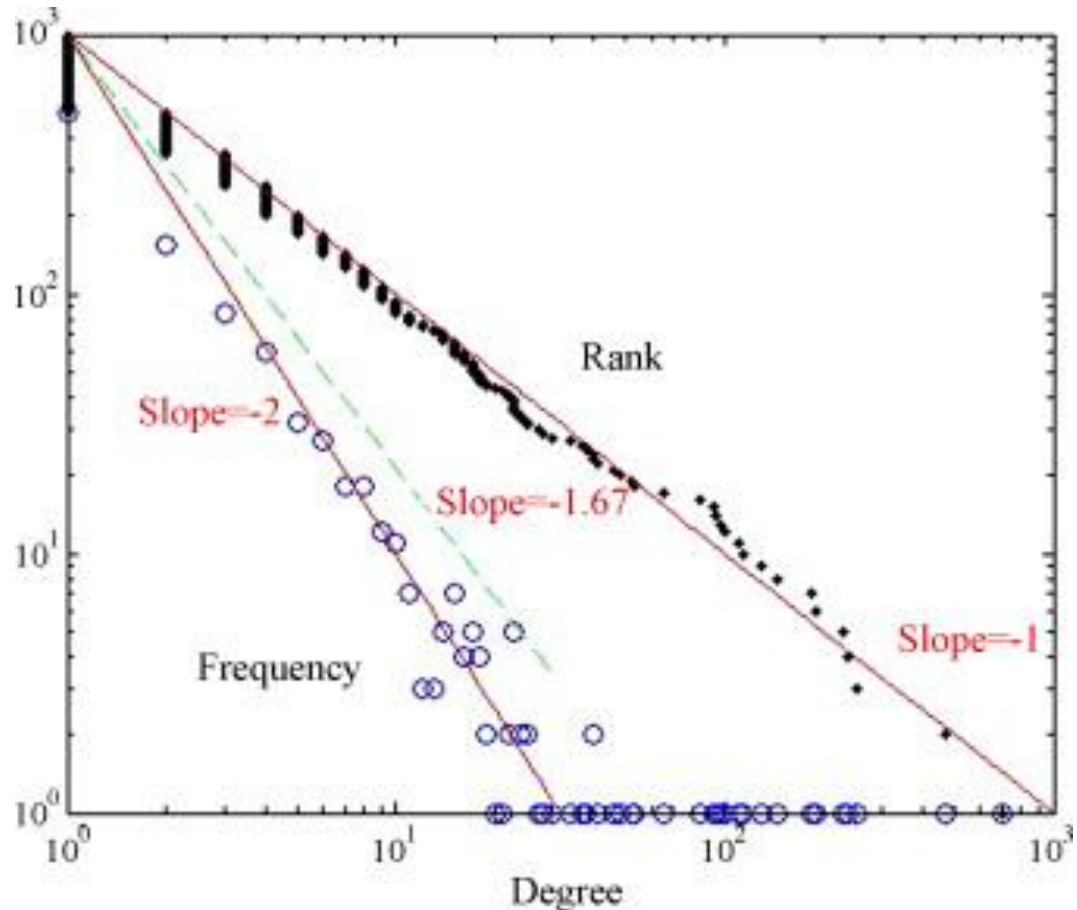 10³
10²
Rank
Slope=-2
Slope=-1.67
10¹
Slope=-1
Frequency
10⁰
10⁰
10¹
10²
10³
Degree